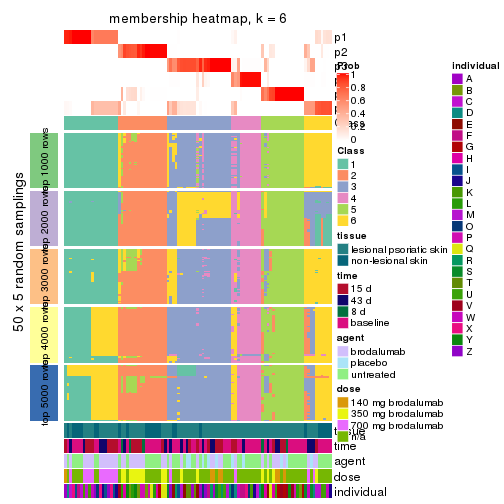 membership heatmap, k = 6
p1
p2
p4
Prob
1
0.8
0.6
0.4
0.2
0
Class
1
2
3
4
5
6
tissue
lesional psoriatic skin
non-lesional skin
time
15 d
43 d
8 d
baseline
agent
brodalumab
placebo
untreated
dose
140 mg brodalumab
350 mg brodalumab
700 mg brodalumab
n/a
individual
A
B
C
D
E
F
G
H
I
J
K
L
M
O
P
Q
R
S
T
U
V
W
X
Y
Z
50 x 5 random samplings
top 1000 rows
top 2000 rows
top 3000 rows
top 4000 rows
top 5000 rows
tissue
time
agent
dose
individual